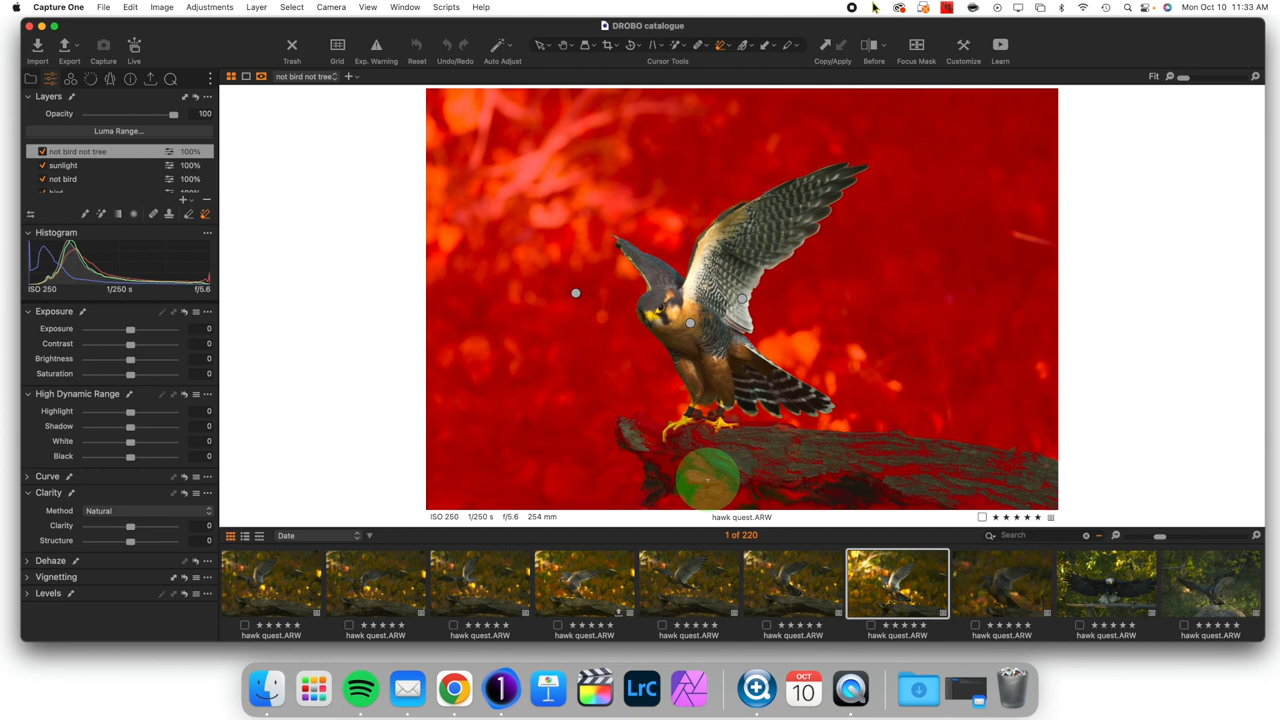 Capture One File Edit Image Adjustments Layer Select Camera View Window Scripts Help Mon Oct 10 11:33 AM
DROBO catalogue
Import Export Capture Live Trash Grid Exp. Warning Reset Undo/Redo Auto Adjust Cursor Tools Copy/Apply Before Focus Mask Customize Learn
not bird not tree Fit
Layers
Opacity 100
Luma Range...
not bird not tree 100%
sunlight 100%
not bird 100%
Histogram
ISO 250 1/250 s f/5.6
Exposure
Exposure 0
Contrast 0
Brightness 0
Saturation 0
High Dynamic Range
Highlight 0
Shadow 0
White 0
Black 0
Curve
Clarity
Method Natural
Clarity 0
Structure 0
Dehaze
Vignetting
Levels
ISO 250 1/250 s f/5.6 254 mm hawk quest.ARW
Date 1 of 220 Search
hawk quest.ARW hawk quest.ARW hawk quest.ARW hawk quest.ARW hawk quest.ARW hawk quest.ARW hawk quest.ARW hawk quest.ARW hawk quest.ARW hawk quest.ARW
1 LrC OCT
10